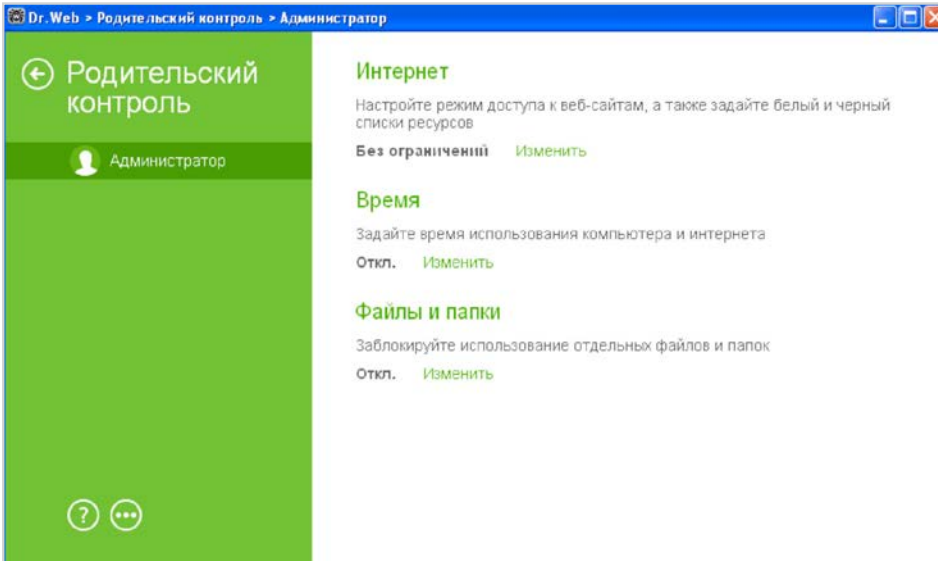 Dr.Web > Родительский контроль > Администратор
Родительский
контроль
Администратор
Интернет
Настройте режим доступа к веб-сайтам, а также задайте белый и черный
списки ресурсов
Без ограничений Изменить
Время
Задайте время использования компьютера и интернета
Откл. Изменить
Файлы и папки
Заблокируйте использование отдельных файлов и папок
Откл. Изменить
?